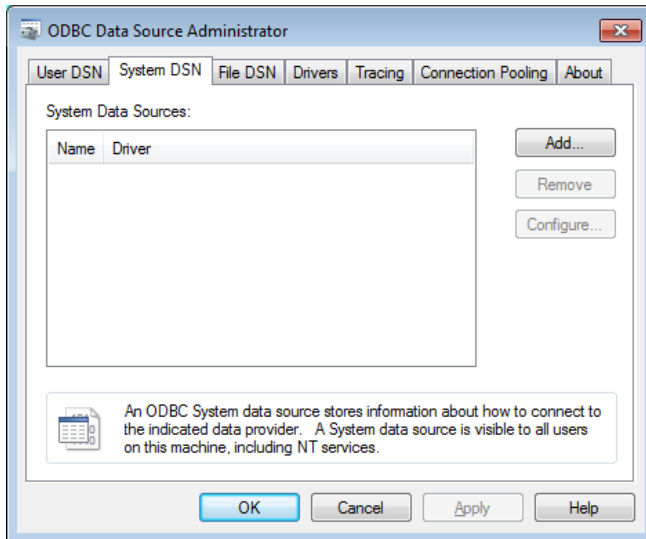 ODBC Data Source Administrator
User DSN System DSN File DSN Drivers Tracing Connection Pooling About
System Data Sources:
Name Driver
Add...
Remove
Configure...
An ODBC System data source stores information about how to connect to
the indicated data provider. A System data source is visible to all users
on this machine, including NT services.
OK Cancel Apply Help